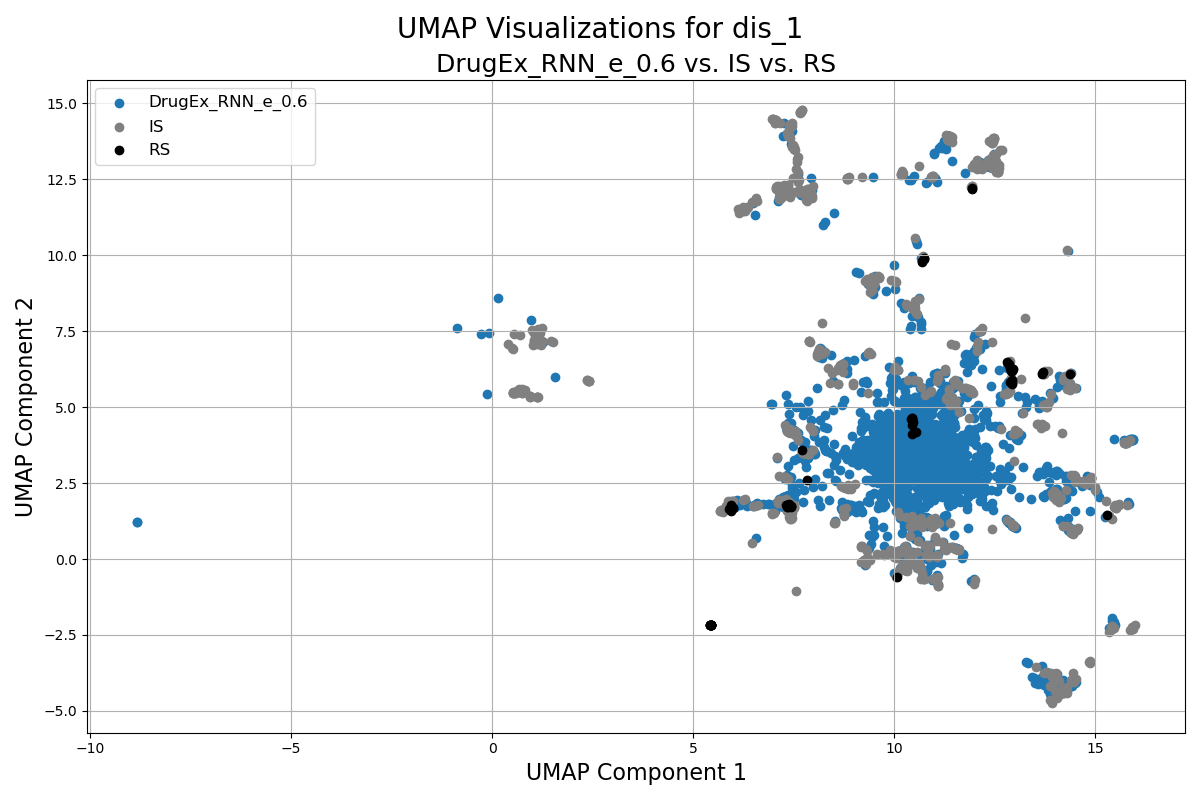 UMAP Visualizations for dis_1
DrugEx_RNN_e_0.6 vs. IS vs. RS
DrugEx_RNN_e_0.6
IS
RS
UMAP Component 2
15.0
12.5
10.0
7.5
5.0
2.5
0.0
−2.5
−5.0
−10
−5
0
5
10
15
UMAP Component 1